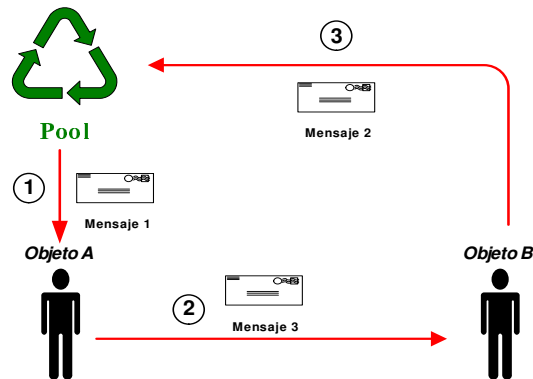 3
Mensaje 2
Pool
1
Mensaje 1
Objeto A
Objeto B
2
Mensaje 3